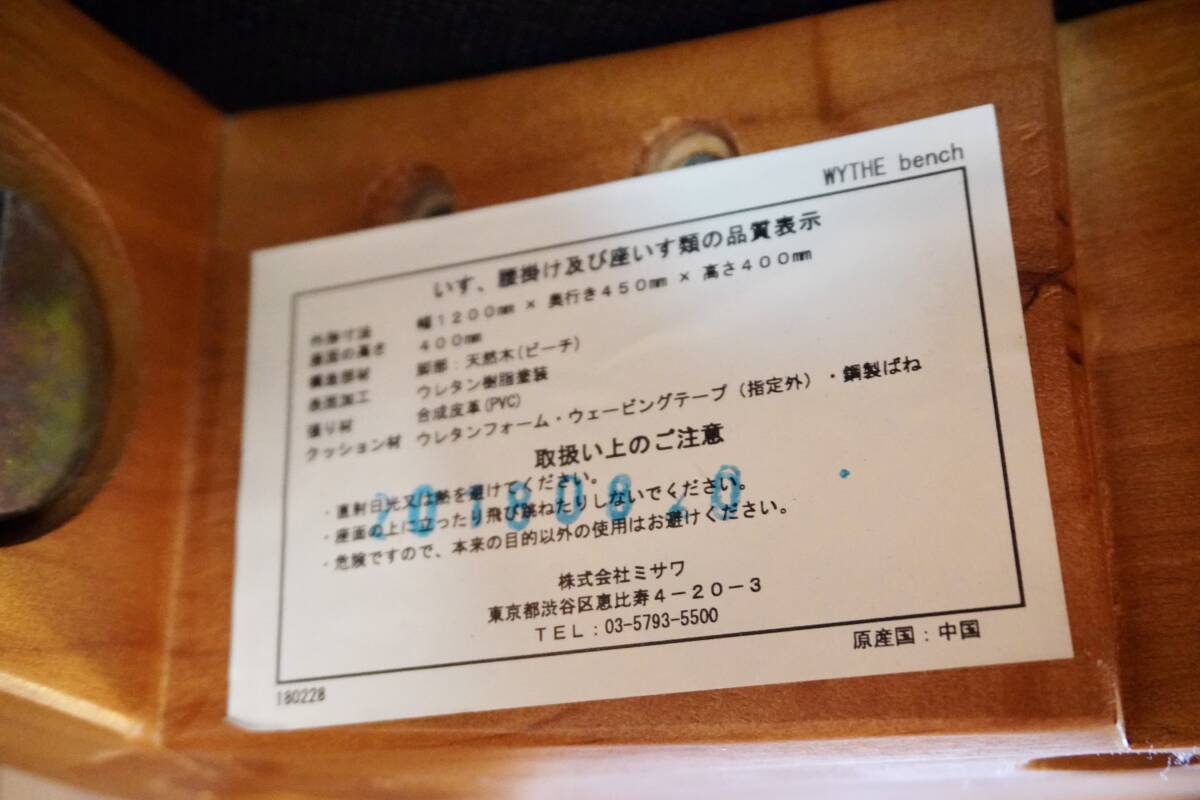 WYTHE bench
いす、腰掛け及び座いす類の品質表示
外形寸法 幅1200mm × 奥行き450mm × 高さ400mm
座面の高さ 400mm
構造部材 脚部：天然木(ビーチ)
表面加工 ウレタン樹脂塗装
張り材 合成皮革(PVC)
クッション材 ウレタンフォーム・ウェービングテープ（指定外）・鋼製ばね
取扱い上のご注意
・直射日光又は熱を避けてください。
20180820
・座面の上に立ったり飛び跳ねたりしないでください。
・危険ですので、本来の目的以外の使用はお避けください。
株式会社ミサワ
東京都渋谷区恵比寿4－20－3
TEL：03-5793-5500
原産国：中国
180228